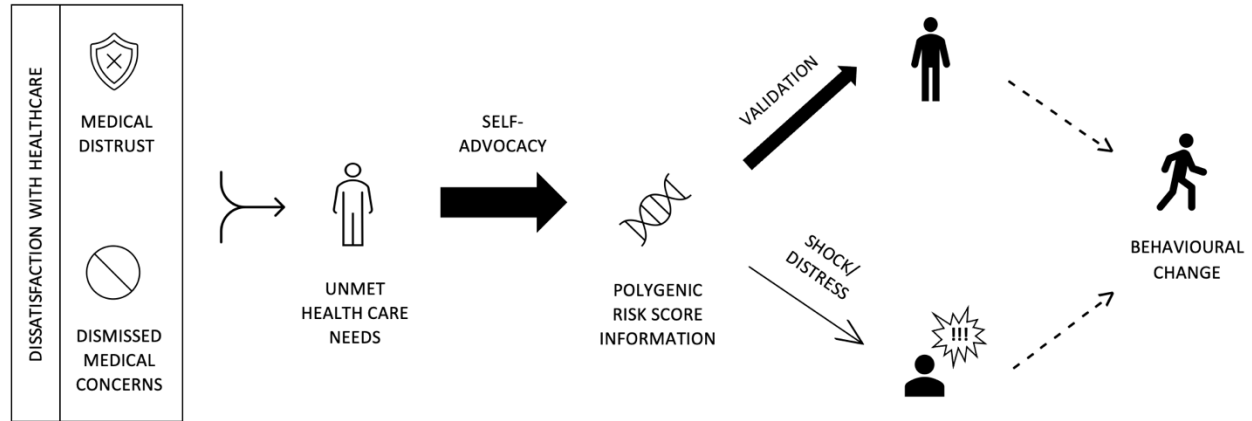 DISSATISFACTION WITH HEALTHCARE
MEDICAL
DISTRUST
DISMISSED
MEDICAL
CONCERNS
UNMET
HEALTH CARE
NEEDS
SELF-
ADVOCACY
POLYGENIC
RISK SCORE
INFORMATION
VALIDATION
SHOCK/
DISTRESS
!!!
BEHAVIOURAL
CHANGE